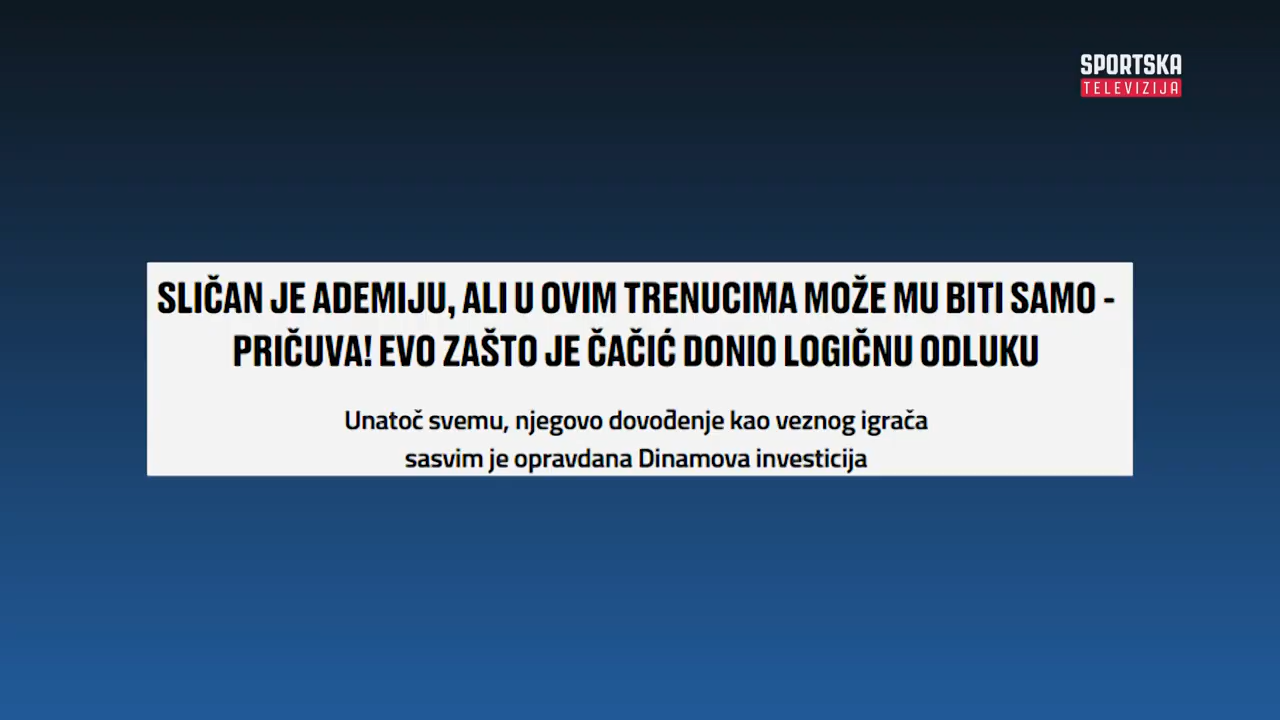 SPORTSKA
TELEVIZIJA
SLIČAN JE ADEMIJU, ALI U OVIM TRENUCIMA MOŽE MU BITI SAMO -
PRIČUVA! EVO ZAŠTO JE ČAČIĆ DONIO LOGIČNU ODLUKU
Unatoč svemu, njegovo dovođenje kao veznog igrača
sasvim je opravdana Dinamova investicija